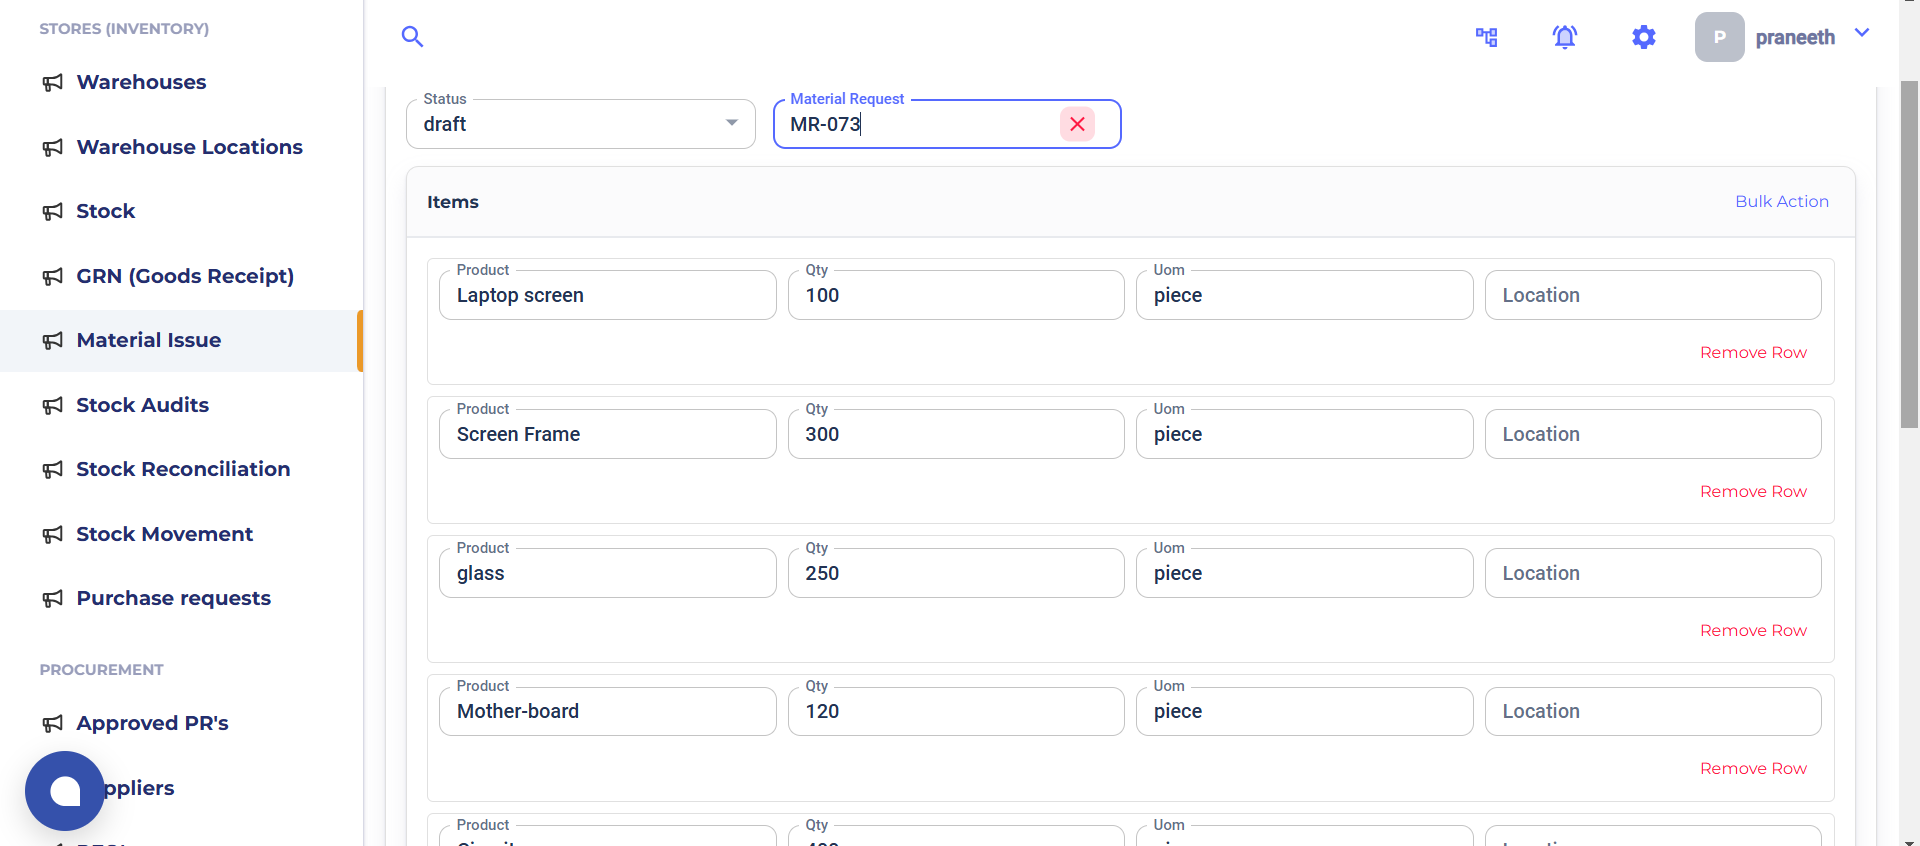 STORES (INVENTORY)
Warehouses
Warehouse Locations
Stock
GRN (Goods Receipt)
Material Issue
Stock Audits
Stock Reconciliation
Stock Movement
Purchase requests
PROCUREMENT
Approved PR's
ppliers
P
praneeth
Status
draft
Material Request
MR-073
Items
Bulk Action
Product
Laptop screen
Qty
100
Uom
piece
Location
Remove Row
Product
Screen Frame
Qty
300
Uom
piece
Location
Remove Row
Product
glass
Qty
250
Uom
piece
Location
Remove Row
Product
Mother-board
Qty
120
Uom
piece
Location
Remove Row
Product
Qty
Uom